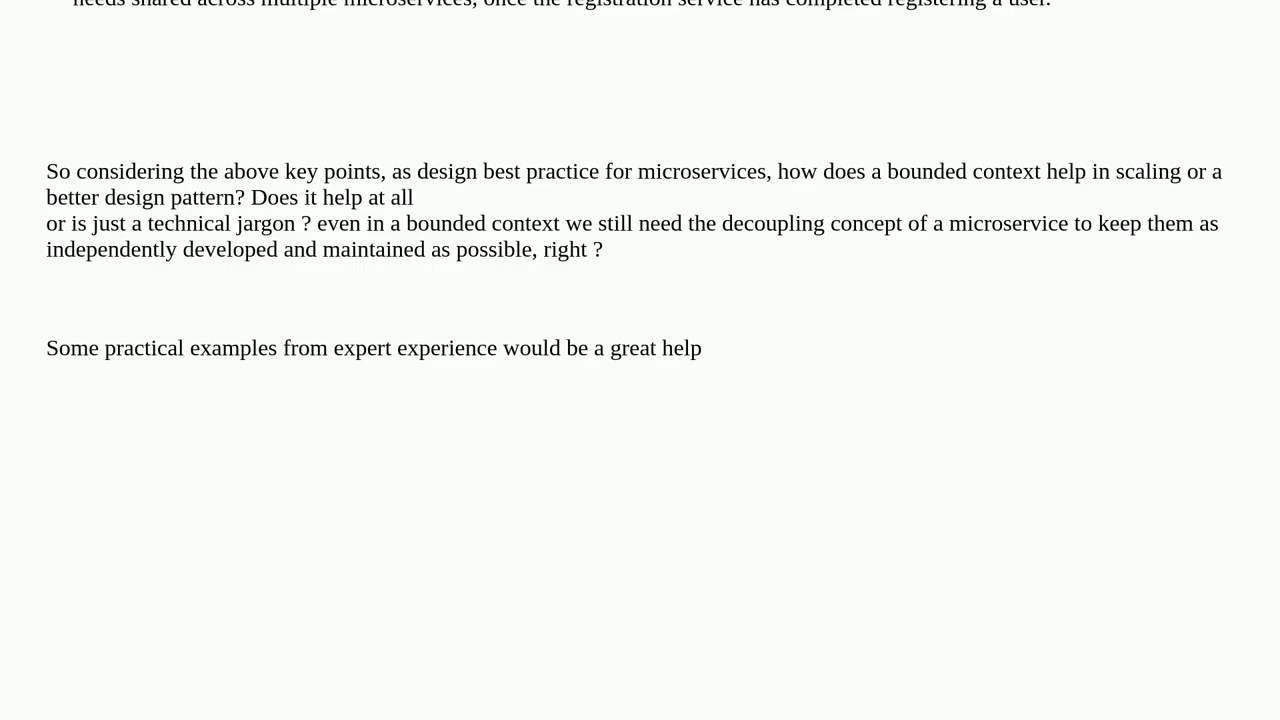 needs shared across multiple microservices, once the registration service has completed registering a user.
So considering the above key points, as design best practice for microservices, how does a bounded context help in scaling or a
better design pattern? Does it help at all
or is just a technical jargon ? even in a bounded context we still need the decoupling concept of a microservice to keep them as
independently developed and maintained as possible, right ?
Some practical examples from expert experience would be a great help